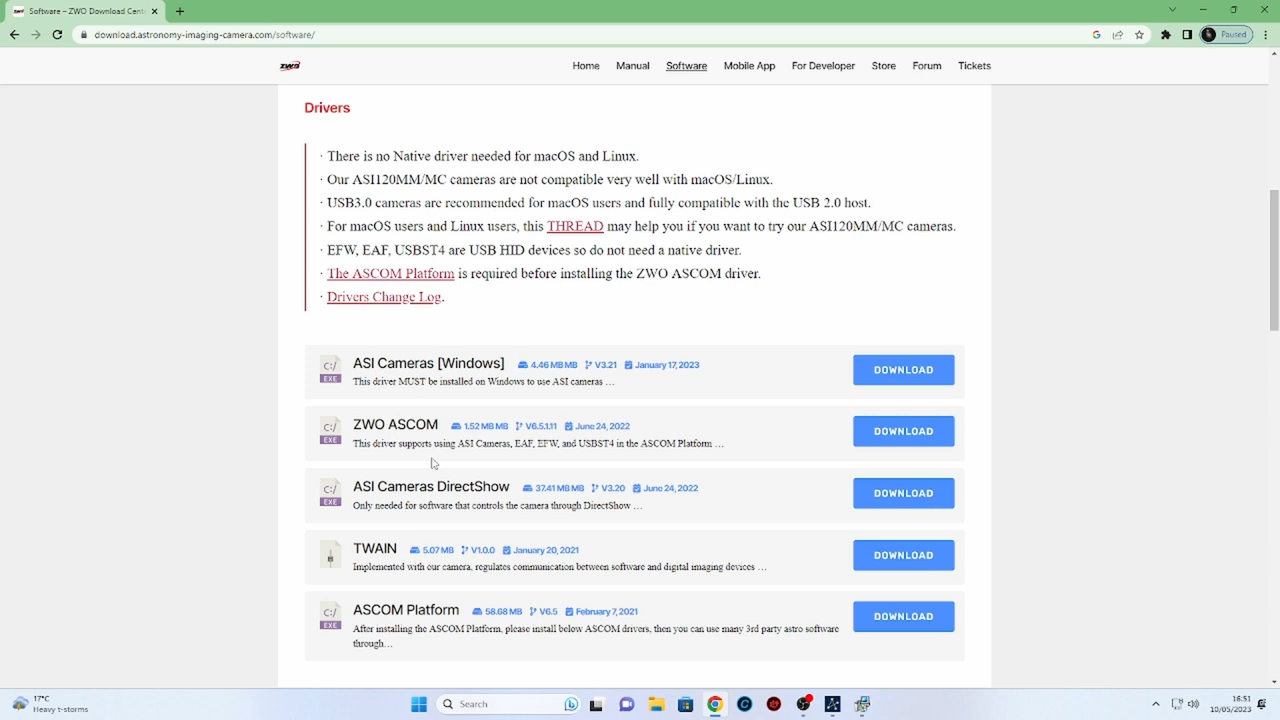 Software – ZWO Download Cent
download.astronomy-imaging-camera.com/software/
Paused
ZWO
Home Manual Software Mobile App For Developer Store Forum Tickets
Drivers
· There is no Native driver needed for macOS and Linux.
· Our ASI120MM/MC cameras are not compatible very well with macOS/Linux.
· USB3.0 cameras are recommended for macOS users and fully compatible with the USB 2.0 host.
· For macOS users and Linux users, this THREAD may help you if you want to try our ASI120MM/MC cameras.
· EFW, EAF, USBST4 are USB HID devices so do not need a native driver.
· The ASCOM Platform is required before installing the ZWO ASCOM driver.
· Drivers Change Log.
C:/ EXE ASI Cameras [Windows] 4.46 MB MB V3.21 January 17, 2023 DOWNLOAD
This driver MUST be installed on Windows to use ASI cameras …
C:/ EXE ZWO ASCOM 1.52 MB MB V6.5.1.11 June 24, 2022 DOWNLOAD
This driver supports using ASI Cameras, EAF, EFW, and USBST4 in the ASCOM Platform …
C:/ EXE ASI Cameras DirectShow 37.41 MB MB V3.20 June 24, 2022 DOWNLOAD
Only needed for software that controls the camera through DirectShow …
TWAIN 5.07 MB V1.0.0 January 20, 2021 DOWNLOAD
Implemented with our camera, regulates communication between software and digital imaging devices …
C:/ EXE ASCOM Platform 58.68 MB V6.5 February 7, 2021 DOWNLOAD
After installing the ASCOM Platform, please install below ASCOM drivers, then you can use many 3rd party astro software
through…
17°C
Heavy t-storms
Search
16:51
10/05/2023